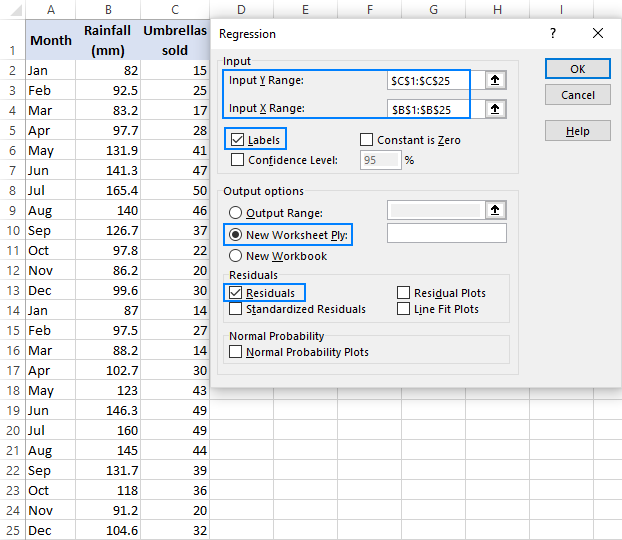 A B C D E F G H I
1 Month Rainfall (mm) Umbrellas sold
2 Jan 82 15
3 Feb 92.5 25
4 Mar 83.2 17
5 Apr 97.7 28
6 May 131.9 41
7 Jun 141.3 47
8 Jul 165.4 50
9 Aug 140 46
10 Sep 126.7 37
11 Oct 97.8 22
12 Nov 86.2 20
13 Dec 99.6 30
14 Jan 87 14
15 Feb 97.5 27
16 Mar 88.2 14
17 Apr 102.7 30
18 May 123 43
19 Jun 146.3 49
20 Jul 160 49
21 Aug 145 44
22 Sep 131.7 39
23 Oct 118 36
24 Nov 91.2 20
25 Dec 104.6 32
Regression ?
Input
Input Y Range: $C$1:$C$25
Input X Range: $B$1:$B$25
Labels Constant is Zero
Confidence Level: 95 %
OK
Cancel
Help
Output options
Output Range:
New Worksheet Ply:
New Workbook
Residuals
Residuals Residual Plots
Standardized Residuals Line Fit Plots
Normal Probability
Normal Probability Plots